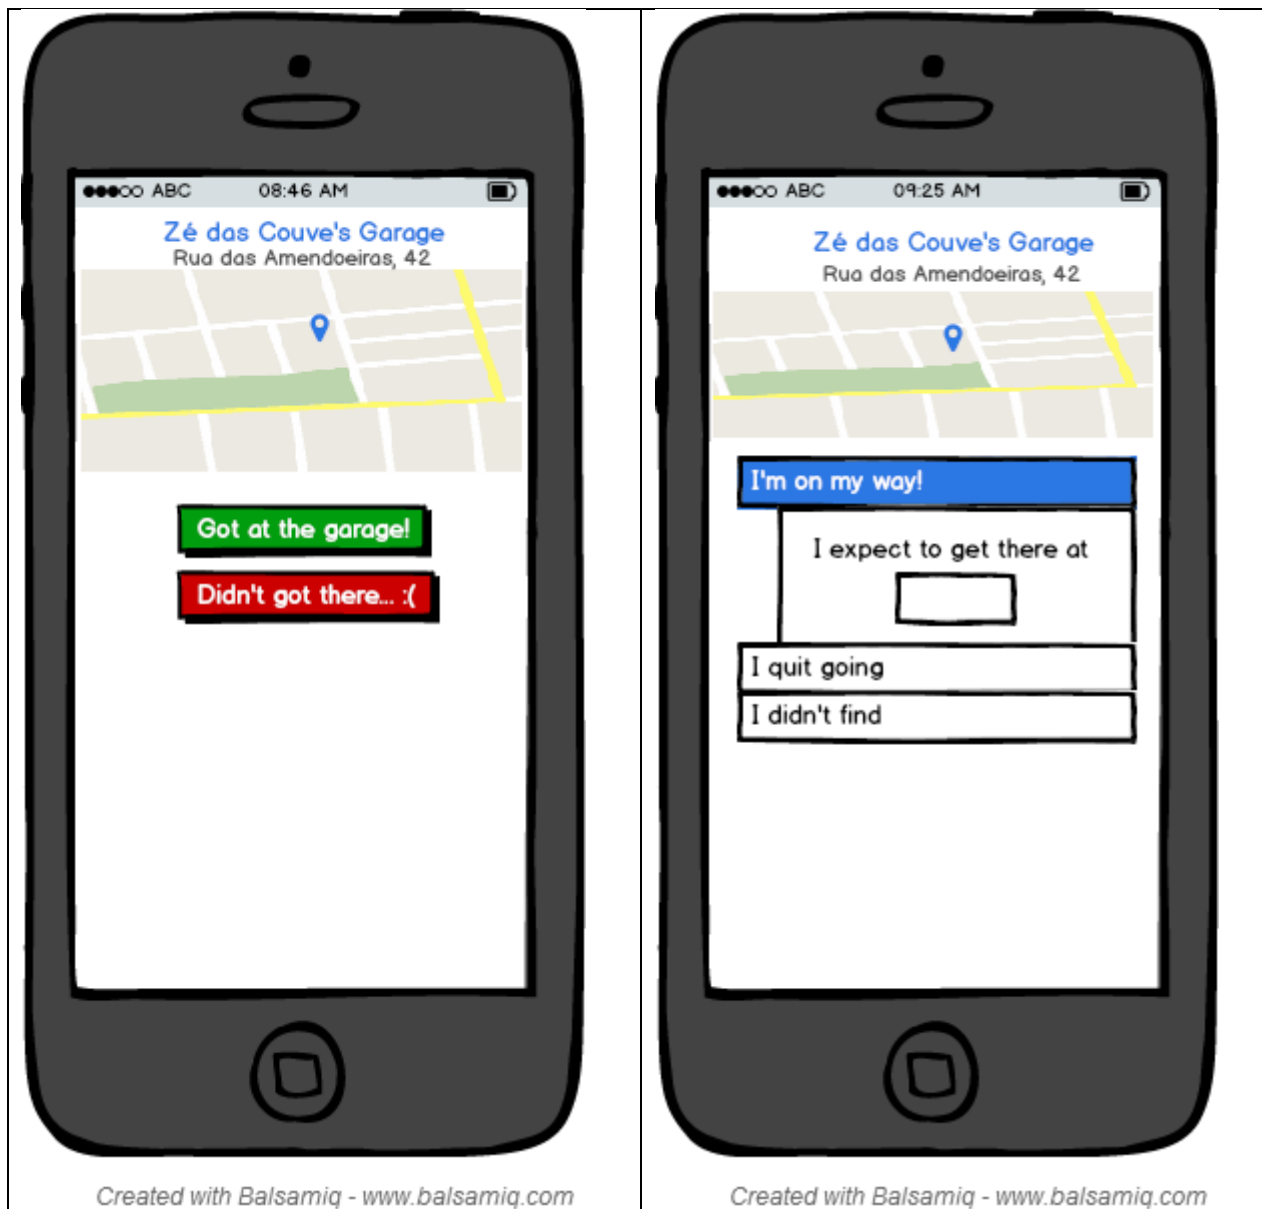 ABC 08:46 AM
Zé das Couve's Garage
Rua das Amendoeiras, 42
Got at the garage!
Didn't got there... :(
Created with Balsamiq - www.balsamiq.com
ABC 09:25 AM
Zé das Couve's Garage
Rua das Amendoeiras, 42
I'm on my way!
I expect to get there at
I quit going
I didn't find
Created with Balsamiq - www.balsamiq.com